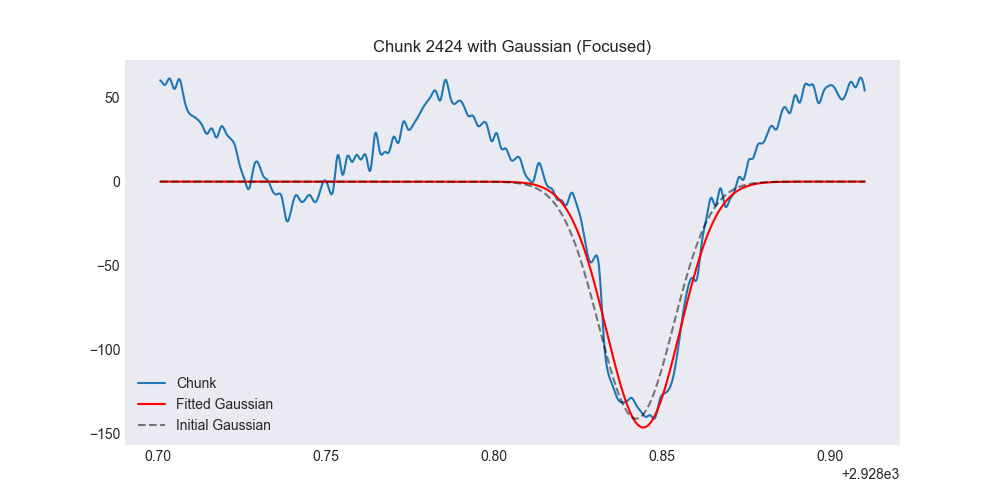 Chunk 2424 with Gaussian (Focused)
50
0
−50
−100
−150
Chunk
Fitted Gaussian
Initial Gaussian
0.70 0.75 0.80 0.85 0.90
+2.928e3